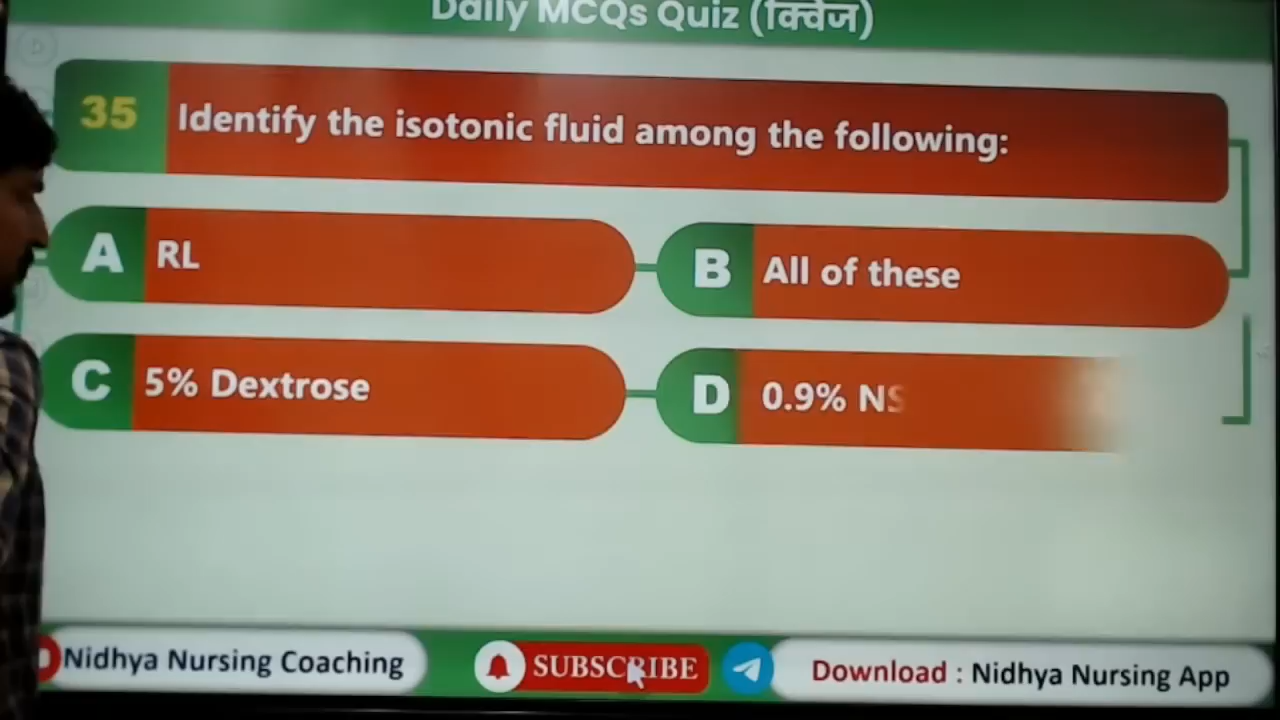 Daily MCQs Quiz (क्विज)
35 Identify the isotonic fluid among the following:
A RL
B All of these
C 5% Dextrose
D 0.9% NS
Nidhya Nursing Coaching
SUBSCRIBE
Download : Nidhya Nursing App